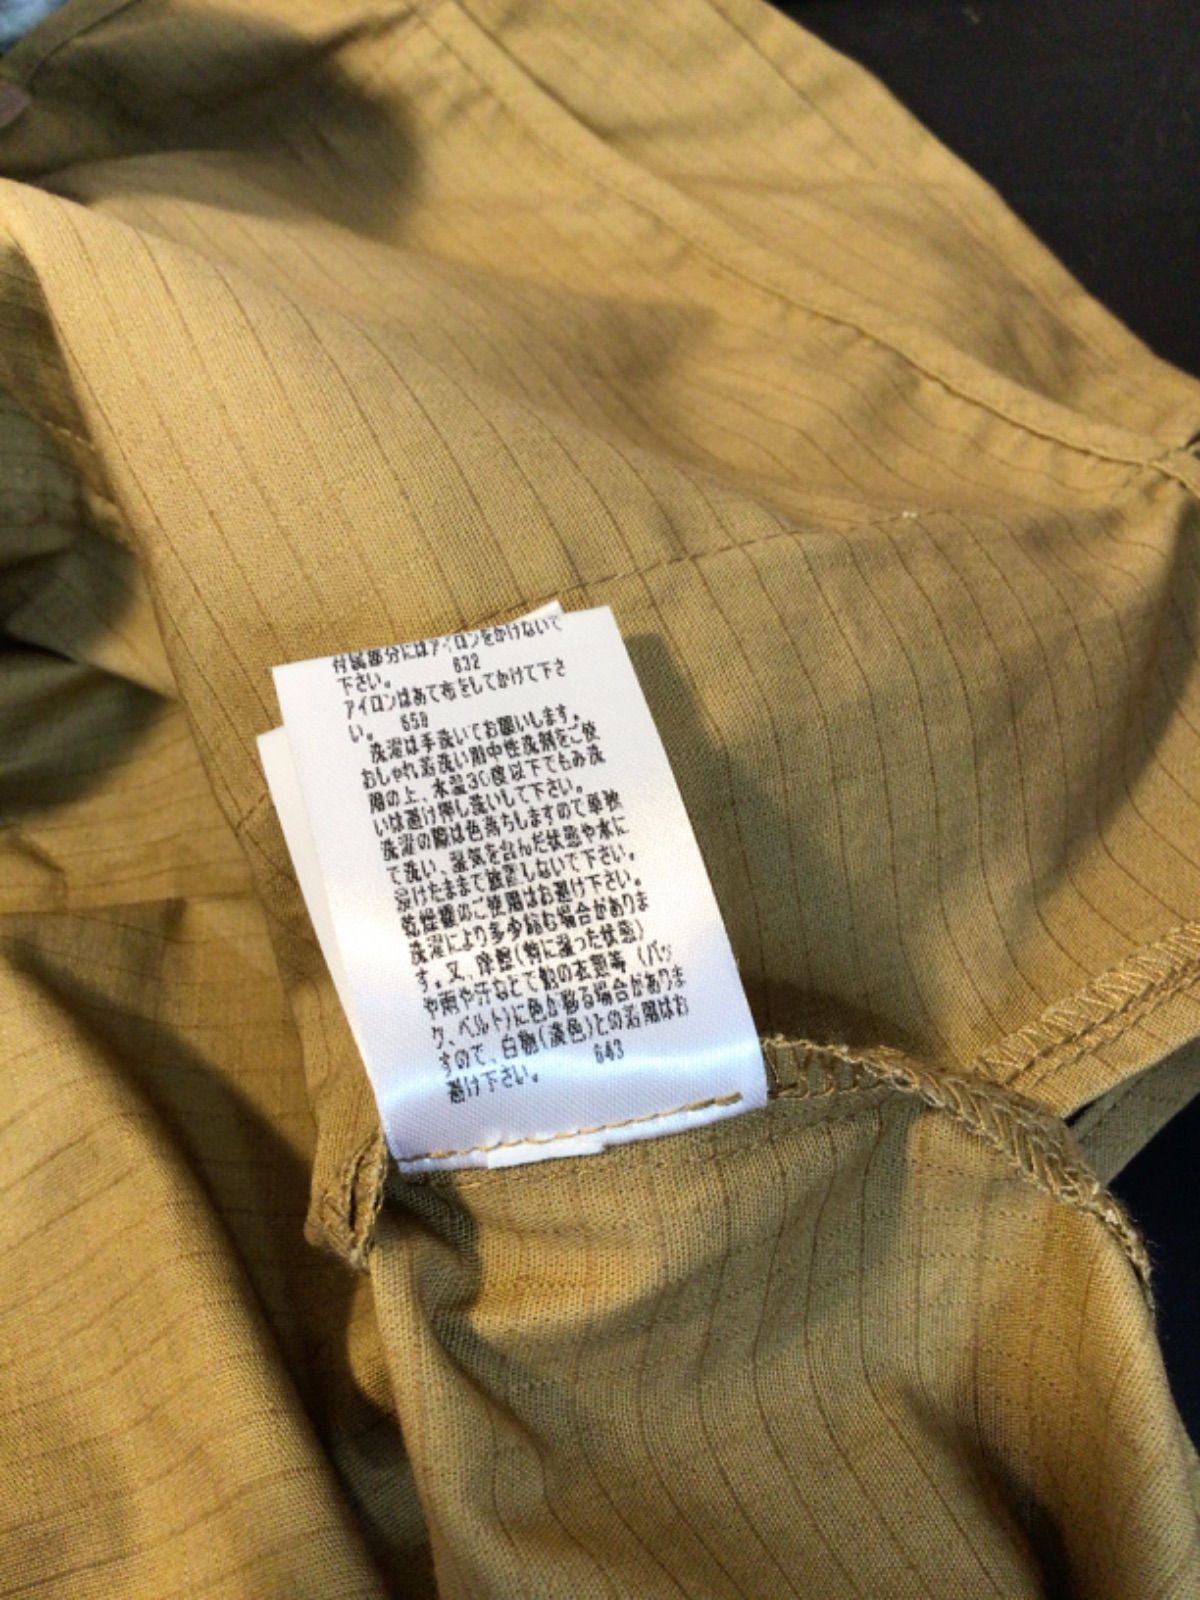 付属部分にはアイロンをかけないで
下さい。 632
アイロンはあて布をしてかけて下さ
い。 659
洗濯は手洗いでお願いします。
おしゃれ着洗い用中性洗剤をご使
用の上、水温30度以下でもみ洗
いは避け押し洗いして下さい。
洗濯の際は色落ちしますので単独
で洗い、湿気を含んだ状態や水に
浸けたままで放置しないで下さい。
乾燥機のご使用はお避け下さい。
洗濯により多少縮む場合がありま
す。又、摩擦(特に湿った状態)
や雨や汗などで他の衣類等(バッ
グ、ベルト)に色が移る場合がありま
すので、白物(淡色)との着用はお
避け下さい。 643